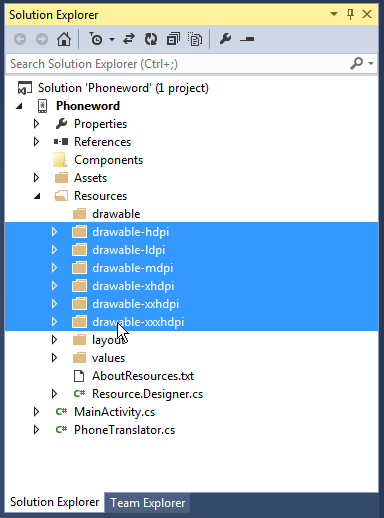 Solution Explorer
Search Solution Explorer (Ctrl+;)
Solution 'Phoneword' (1 project)
Phoneword
Properties
References
Components
Assets
Resources
drawable
drawable-hdpi
drawable-ldpi
drawable-mdpi
drawable-xhdpi
drawable-xxhdpi
drawable-xxxhdpi
layout
values
AboutResources.txt
C# Resource.Designer.cs
C# MainActivity.cs
C# PhoneTranslator.cs
Solution Explorer Team Explorer